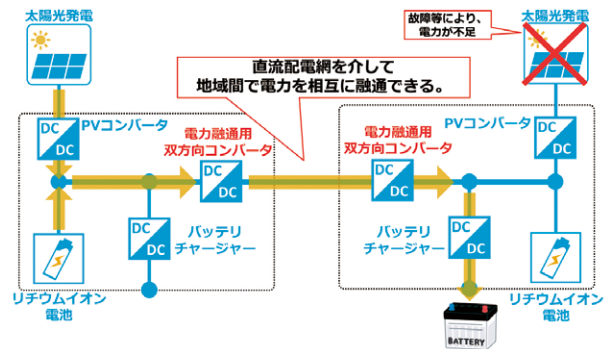 太陽光発電
故障等により、
電力が不足
太陽光発電
直流配電網を介して
地域間で電力を相互に融通できる。
DC
DC
PVコンバータ
電力融通用
双方向コンバータ
DC
DC
電力融通用
双方向コンバータ
DC
DC
PVコンバータ
DC
DC
DC
DC
バッテリ
チャージャー
バッテリ
チャージャー
DC
DC
リチウムイオン
電池
BATTERY
リチウムイオン
電池